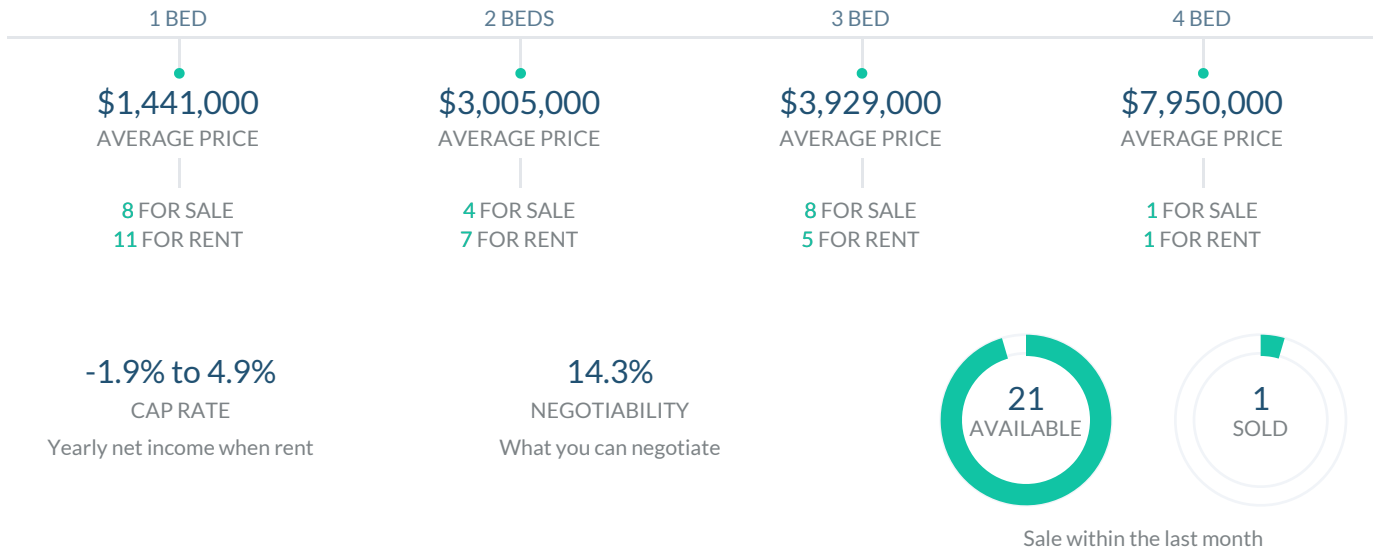 1 BED
$1,441,000
AVERAGE PRICE
8 FOR SALE
11 FOR RENT
2 BEDS
$3,005,000
AVERAGE PRICE
4 FOR SALE
7 FOR RENT
3 BED
$3,929,000
AVERAGE PRICE
8 FOR SALE
5 FOR RENT
4 BED
$7,950,000
AVERAGE PRICE
1 FOR SALE
1 FOR RENT
-1.9% to 4.9%
CAP RATE
Yearly net income when rent
14.3%
NEGOTIABILITY
What you can negotiate
21
AVAILABLE
1
SOLD
Sale within the last month